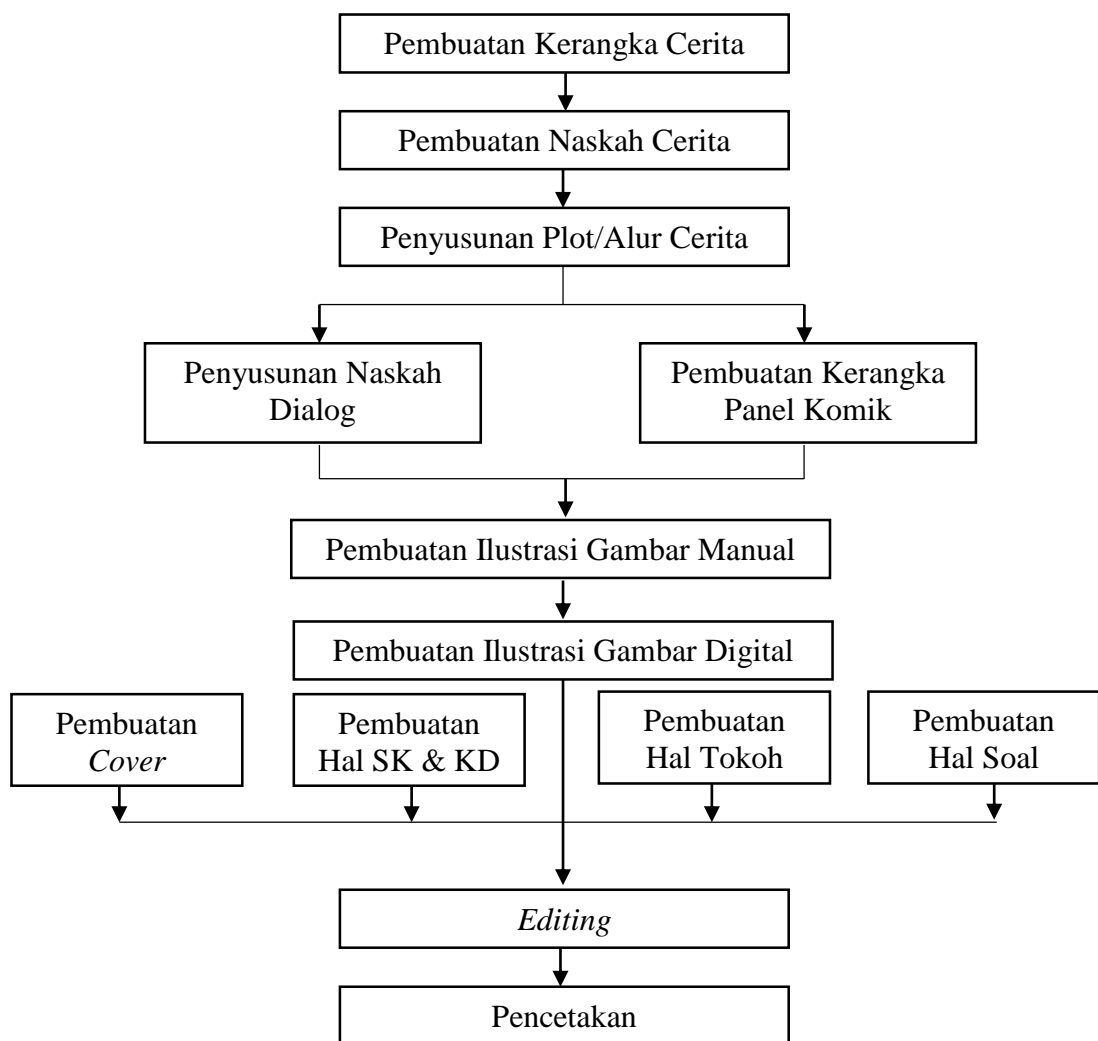 Pembuatan Kerangka Cerita
Pembuatan Naskah Cerita
Penyusunan Plot/Alur Cerita
Penyusunan Naskah
Dialog
Pembuatan Kerangka
Panel Komik
Pembuatan Ilustrasi Gambar Manual
Pembuatan Ilustrasi Gambar Digital
Pembuatan
Cover
Pembuatan
Hal SK & KD
Pembuatan
Hal Tokoh
Pembuatan
Hal Soal
Editing
Pencetakan